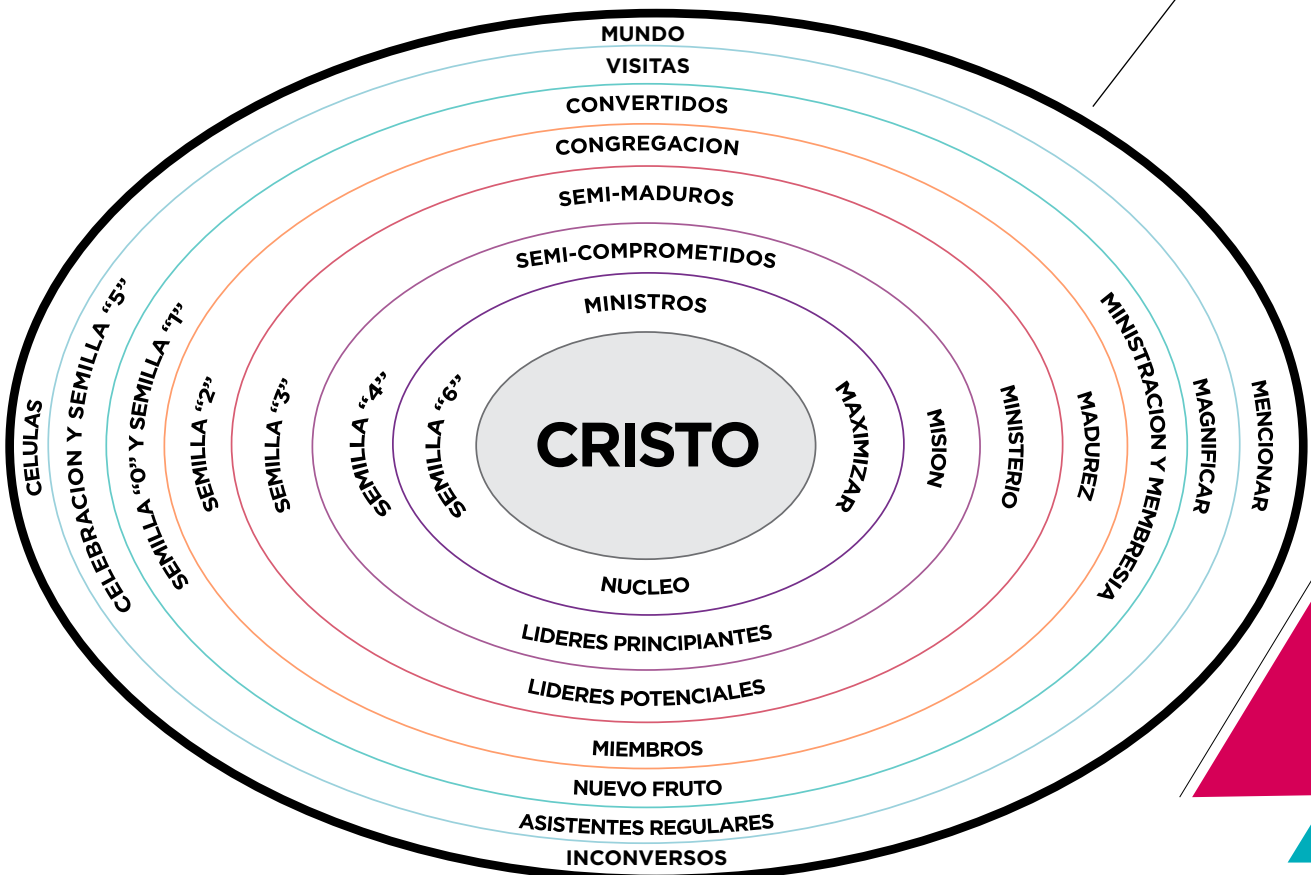 MUNDO
VISITAS
CONVERTIDOS
CONGREGACION
SEMI-MADUROS
SEMI-COMPROMETIDOS
MINISTROS
CELULAS
CELEBRACION Y SEMILLA “5”
SEMILLA “0” Y SEMILLA “1”
SEMILLA “2”
SEMILLA “3”
SEMILLA “4”
SEMILLA “6”
CRISTO
MAXIMIZAR
MISION
MINISTERIO
MADUREZ
MINISTRACION Y MEMBRESIA
MAGNIFICAR
MENCIONAR
NUCLEO
LIDERES PRINCIPIANTES
LIDERES POTENCIALES
MIEMBROS
NUEVO FRUTO
ASISTENTES REGULARES
INCONVERSOS